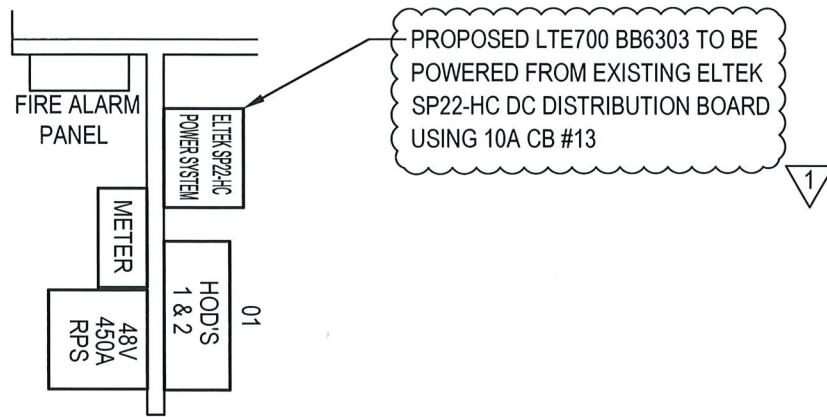 PROPOSED LTE700 BB6303 TO BE
POWERED FROM EXISTING ELTEK
SP22-HC DC DISTRIBUTION BOARD
USING 10A CB #13
1
FIRE ALARM
PANEL
ELTEK SP22-HC
POWER SYSTEM
METER
HOD'S
1 & 2
01
48V
450A
RPS